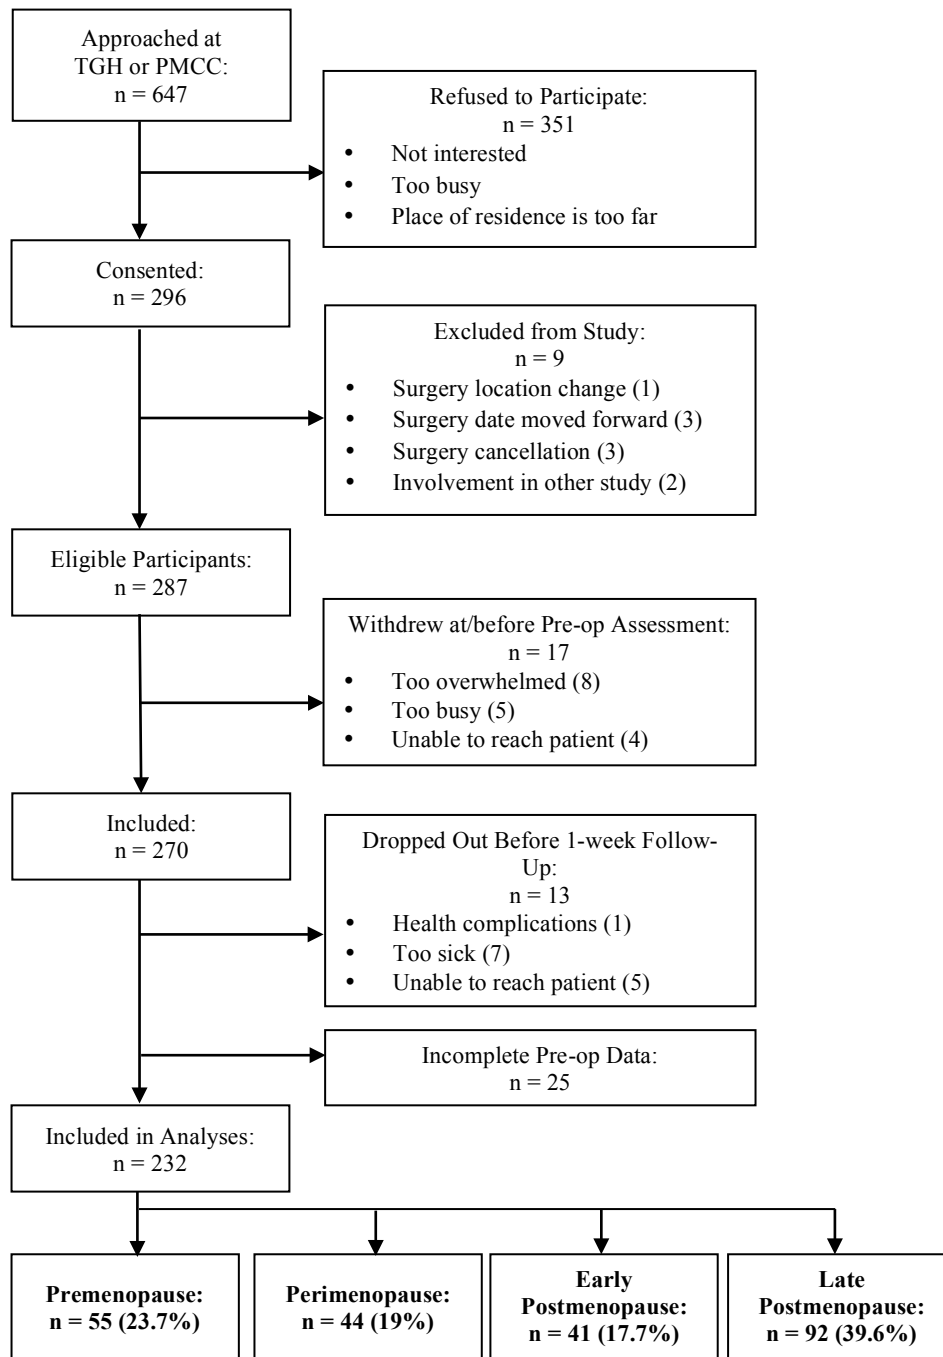 Approached at
TGH or PMCC:
n = 647
Refused to Participate:
n = 351
• Not interested
• Too busy
• Place of residence is too far
Consented:
n = 296
Excluded from Study:
n = 9
• Surgery location change (1)
• Surgery date moved forward (3)
• Surgery cancellation (3)
• Involvement in other study (2)
Eligible Participants:
n = 287
Withdrew at/before Pre-op Assessment:
n = 17
• Too overwhelmed (8)
• Too busy (5)
• Unable to reach patient (4)
Included:
n = 270
Dropped Out Before 1-week Follow-
Up:
n = 13
• Health complications (1)
• Too sick (7)
• Unable to reach patient (5)
Incomplete Pre-op Data:
n = 25
Included in Analyses:
n = 232
Premenopause:
n = 55 (23.7%)
Perimenopause:
n = 44 (19%)
Early
Postmenopause:
n = 41 (17.7%)
Late
Postmenopause:
n = 92 (39.6%)